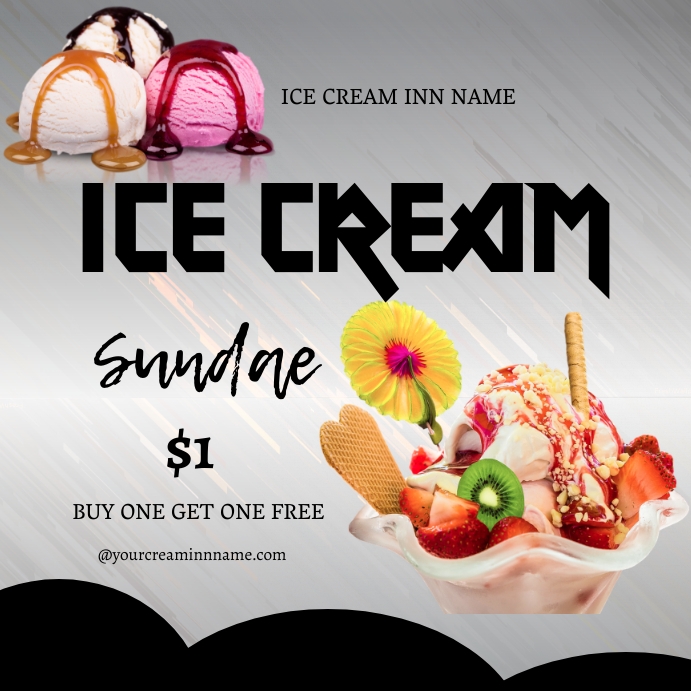 ICE CREAM INN NAME
ICE CREAM
Sundae
$1
BUY ONE GET ONE FREE
@yourcreaminnname.com